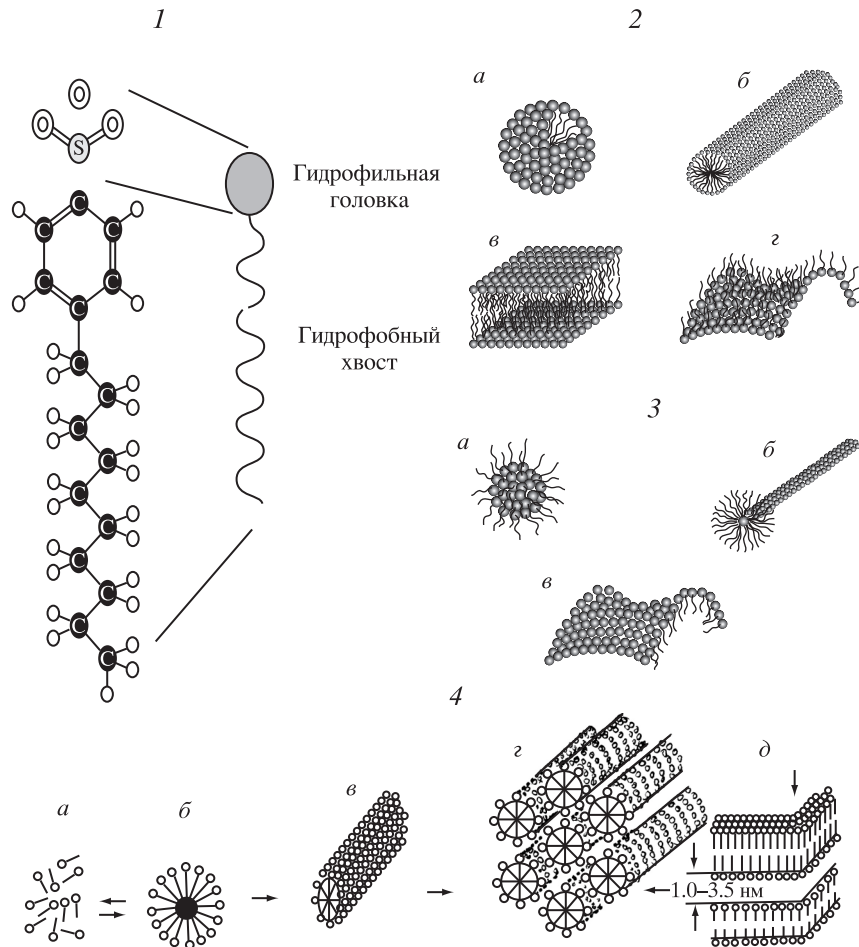 1
2
а
б
S
Гидрофильная
головка
C
C
C
C
C
C
в
г
Гидрофобный
хвост
C
C
C
C
C
C
C
C
C
C
3
а
б
в
4
а
б
в
г
д
1.0–3.5 нм